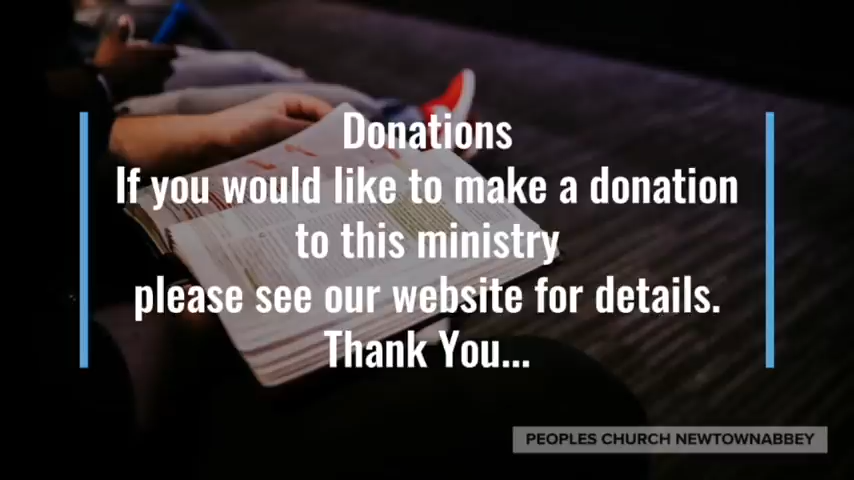 Donations
If you would like to make a donation
to this ministry
please see our website for details.
Thank You...
PEOPLES CHURCH NEWTOWNABBEY